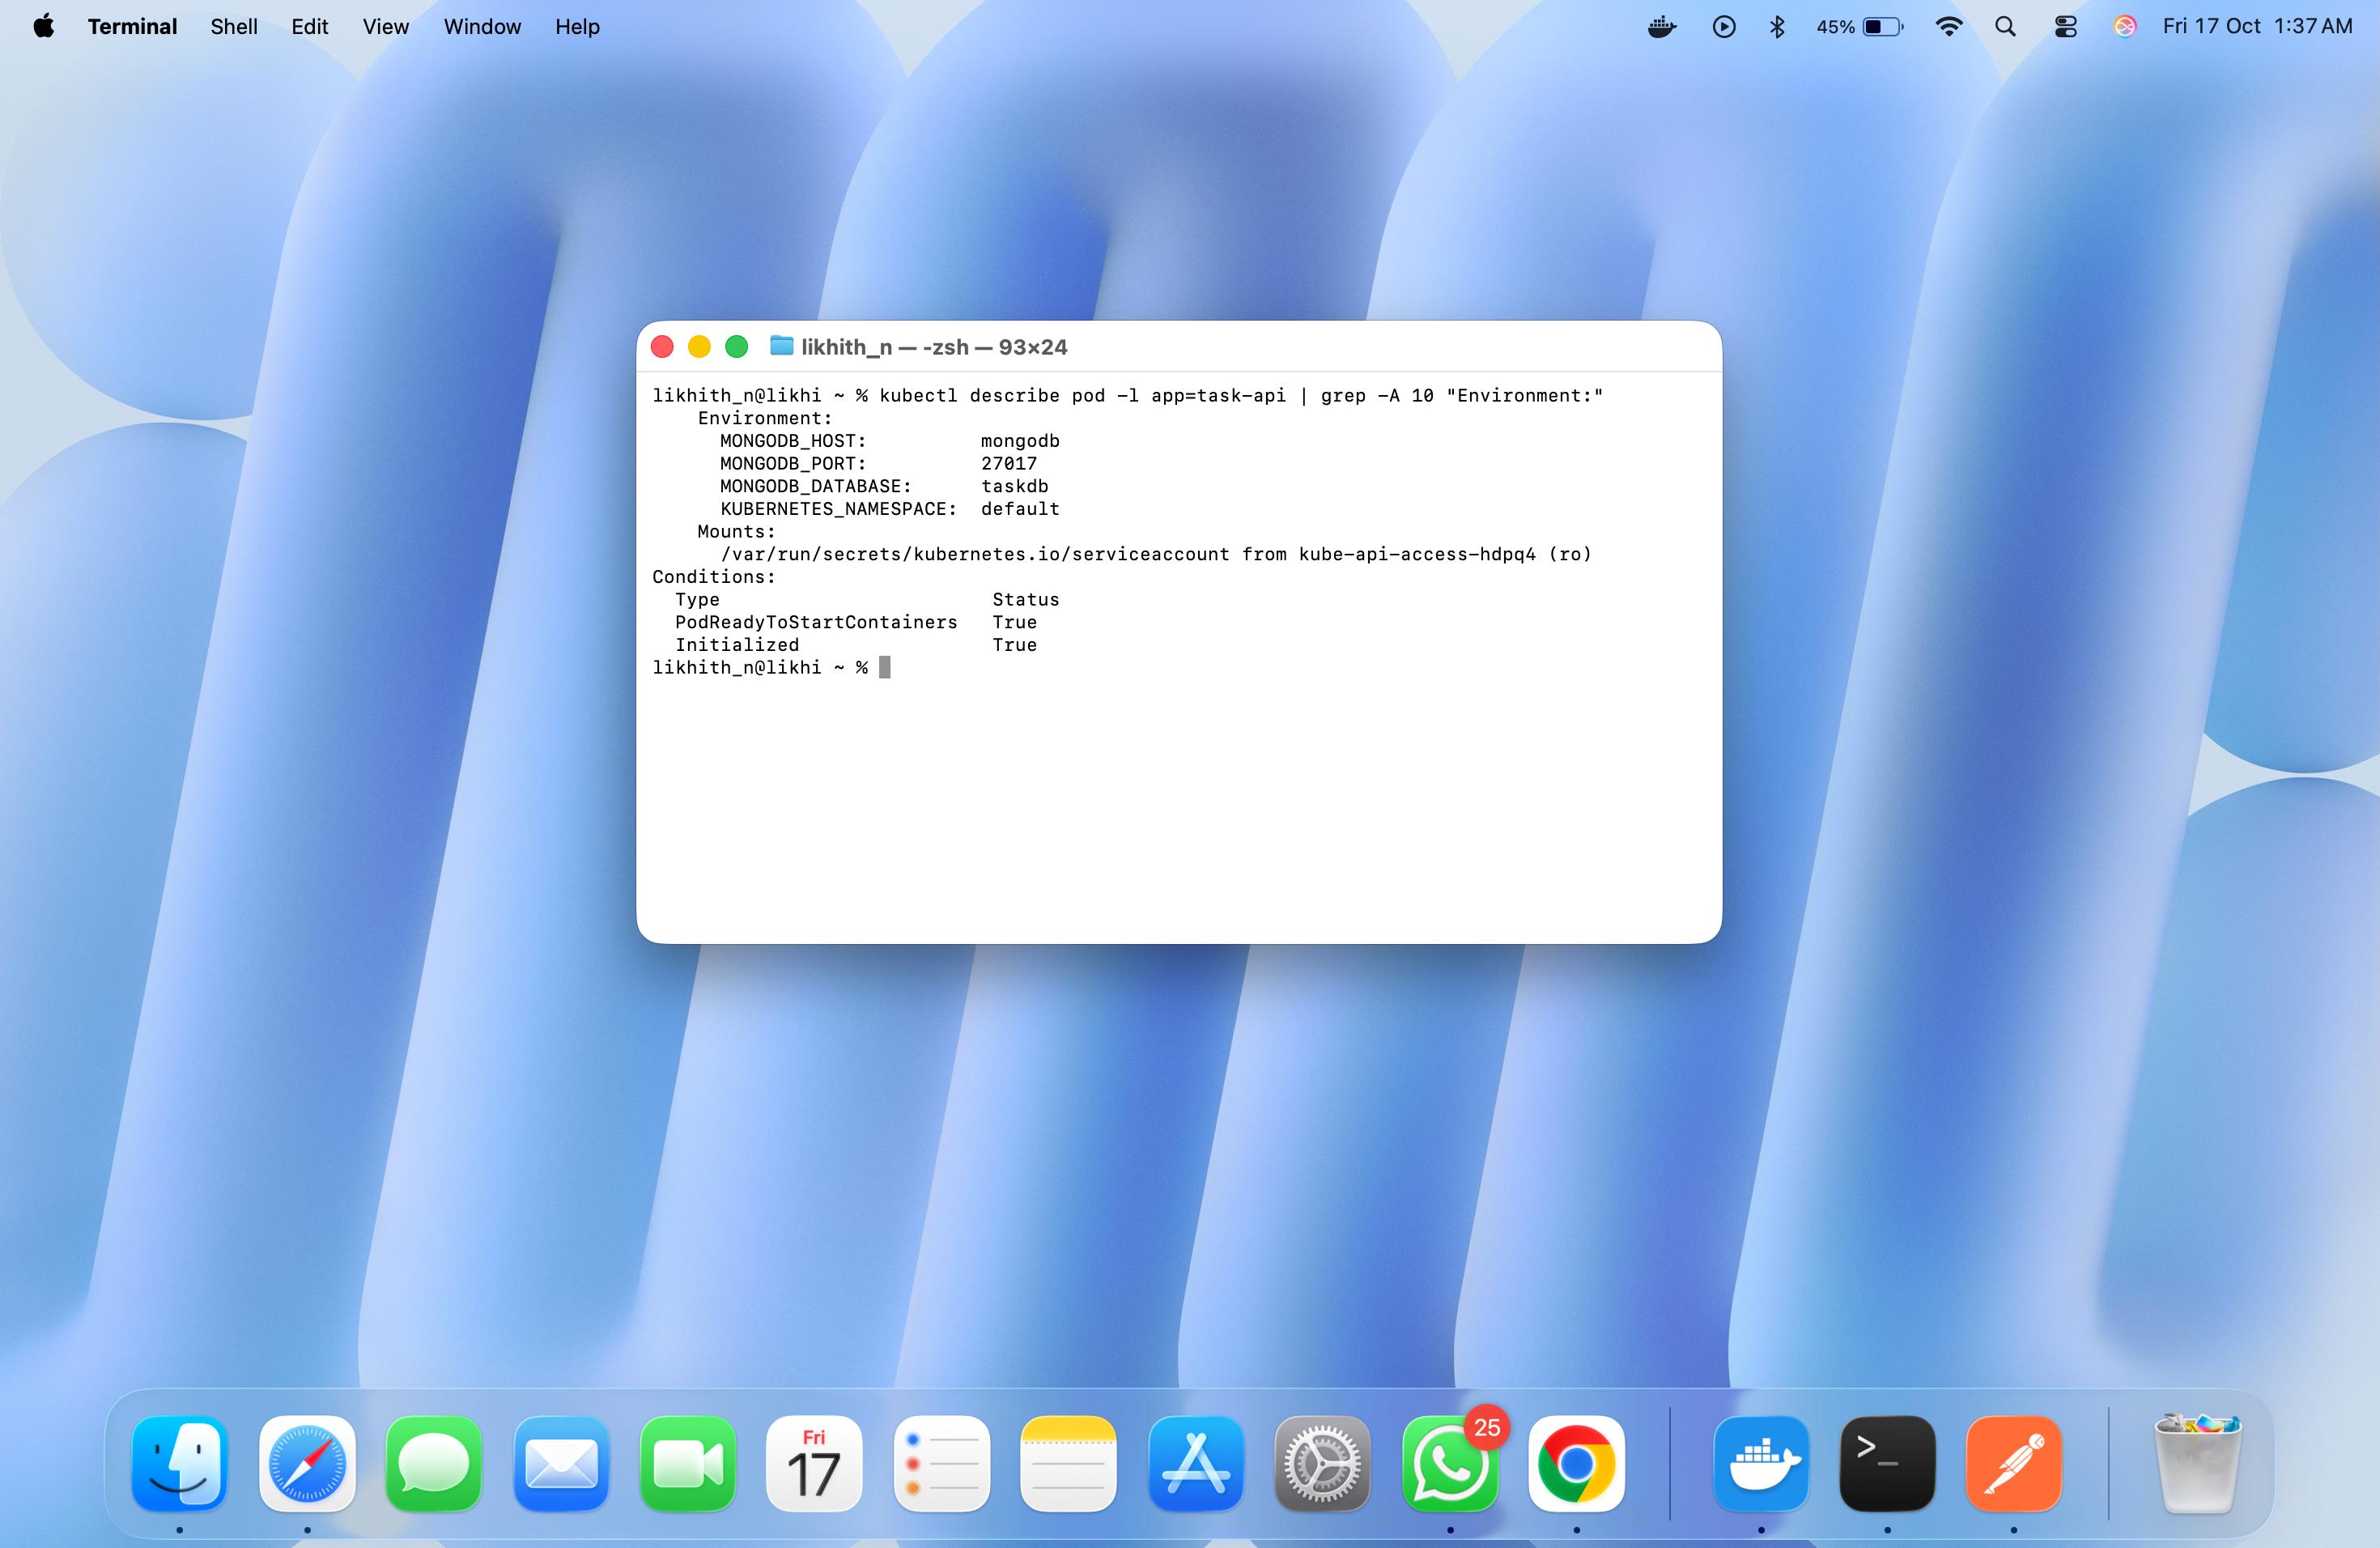 Terminal Shell Edit View Window Help 45% Fri 17 Oct 1:37 AM
likhith_n — -zsh — 93×24
likhith_n@likhi ~ % kubectl describe pod -l app=task-api | grep -A 10 "Environment:"
    Environment:
      MONGODB_HOST:          mongodb
      MONGODB_PORT:          27017
      MONGODB_DATABASE:      taskdb
      KUBERNETES_NAMESPACE:  default
    Mounts:
      /var/run/secrets/kubernetes.io/serviceaccount from kube-api-access-hdpq4 (ro)
Conditions:
  Type                        Status
  PodReadyToStartContainers   True
  Initialized                 True
likhith_n@likhi ~ %
Fri
17
25
>_